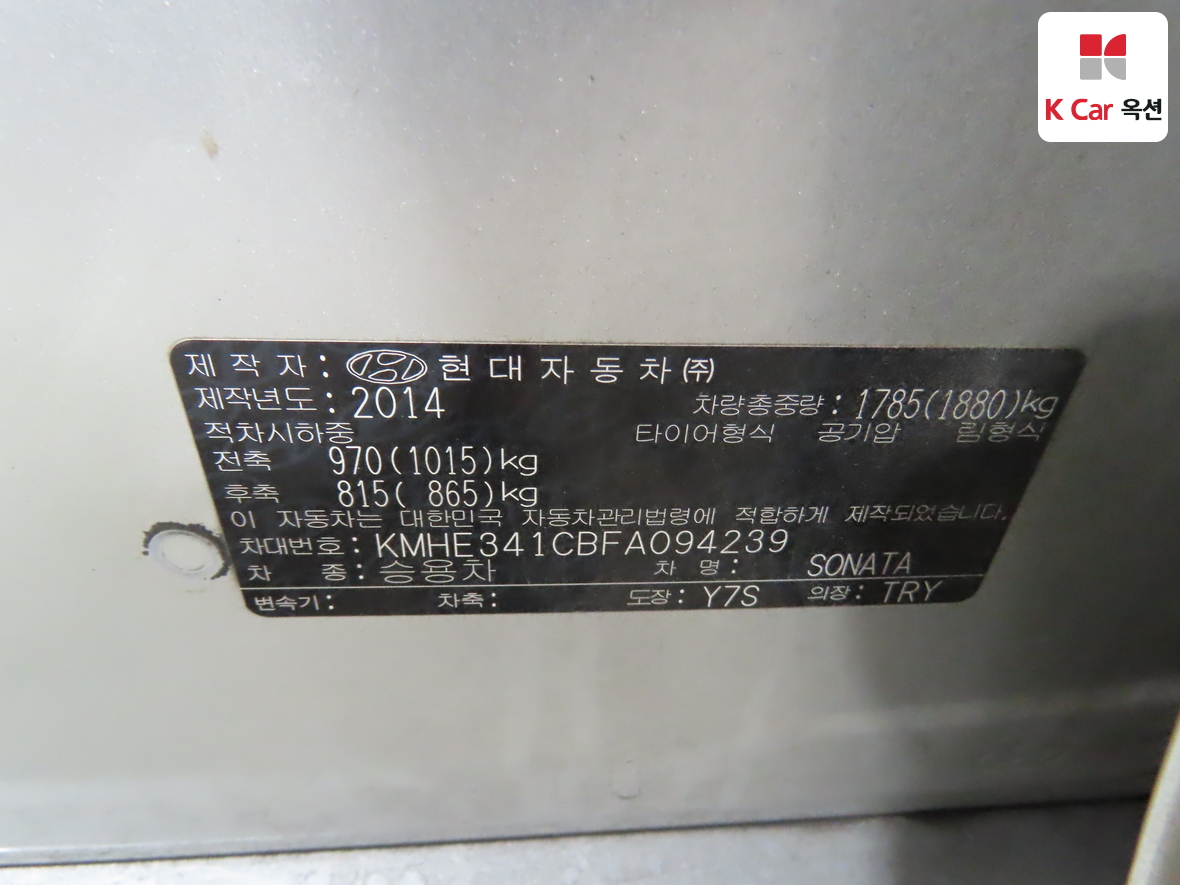 K Car 옥션
제 작 자 : 현 대 자 동 차 ㈜
제작년도 : 2014 차량총중량 : 1785(1880)kg
적차시하중 타이어형식 공기압 림형식
전축 970(1015)kg
후축 815( 865)kg
이 자동차는 대한민국 자동차관리법령에 적합하게 제작되었습니다.
차대번호 : KMHE341CBFA094239
차 종 : 승용차 차 명 : SONATA
변속기 : 차축 : 도장 : Y7S 의장 : TRY